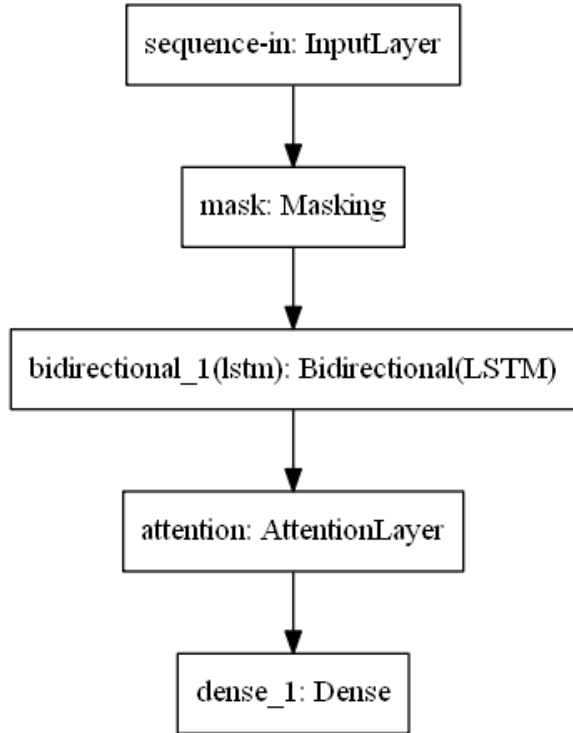 sequence-in: InputLayer
mask: Masking
bidirectional_1(lstm): Bidirectional(LSTM)
attention: AttentionLayer
dense_1: Dense